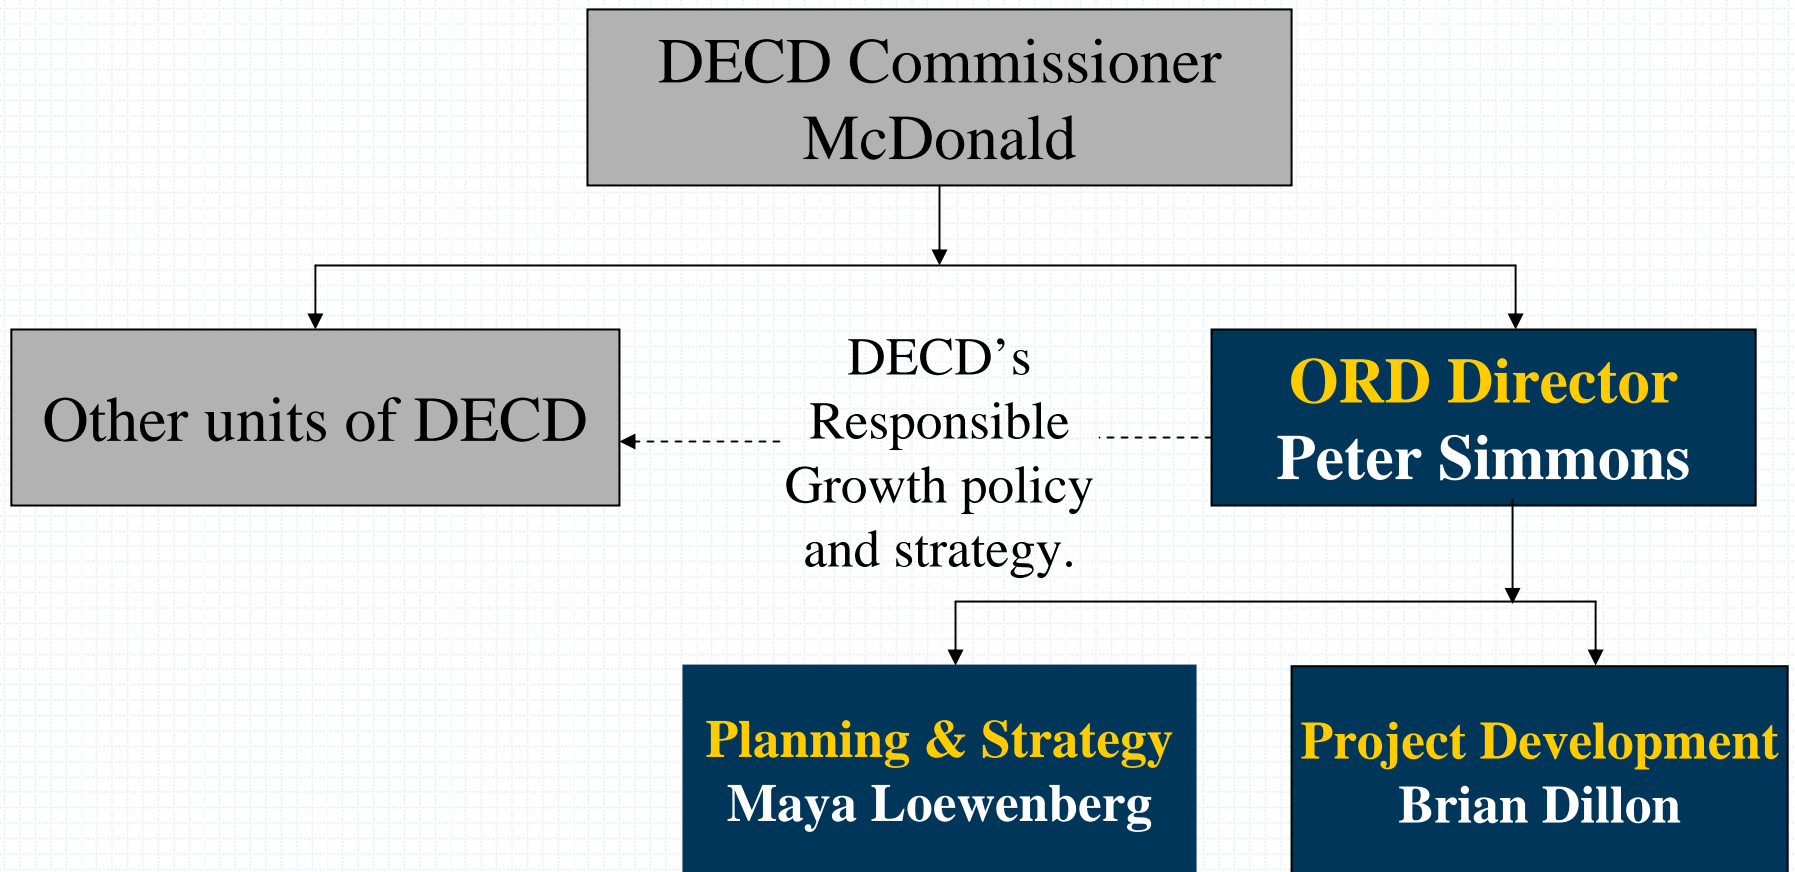 DECD Commissioner
McDonald
Other units of DECD
DECD’s
Responsible
Growth policy
and strategy.
ORD Director
Peter Simmons
Planning & Strategy
Maya Loewenberg
Project Development
Brian Dillon